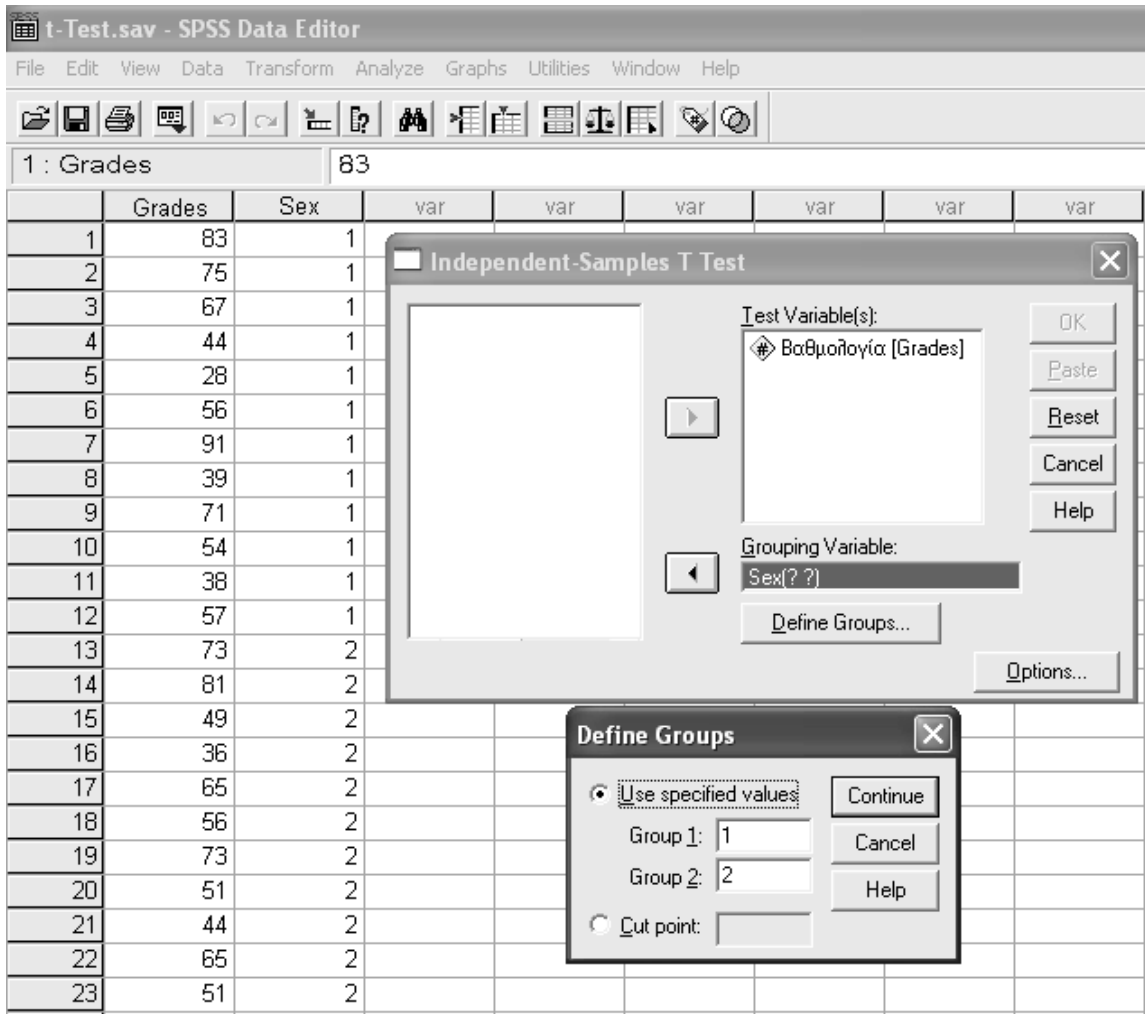 t-Test.sav - SPSS Data Editor
File Edit View Data Transform Analyze Graphs Utilities Window Help
1 : Grades 83
Grades Sex var var var var var var
1 83 1
2 75 1
3 67 1
4 44 1
5 28 1
6 56 1
7 91 1
8 39 1
9 71 1
10 54 1
11 38 1
12 57 1
13 73 2
14 81 2
15 49 2
16 36 2
17 65 2
18 56 2
19 73 2
20 51 2
21 44 2
22 65 2
23 51 2
Independent-Samples T Test
Test Variable(s):
Βαθμολογία [Grades]
OK
Paste
Reset
Cancel
Help
Grouping Variable:
Sex(? ?)
Define Groups...
Options...
Define Groups
Use specified values
Group 1: 1
Group 2: 2
Cut point:
Continue
Cancel
Help